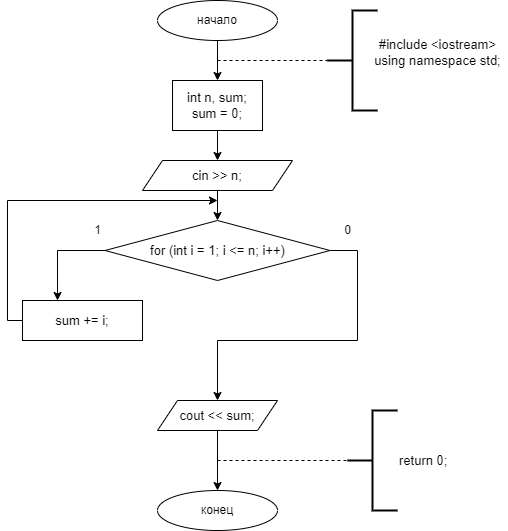 начало
#include <iostream>
using namespace std;
int n, sum;
sum = 0;
cin >> n;
1
0
for (int i = 1; i <= n; i++)
sum += i;
cout << sum;
return 0;
конец